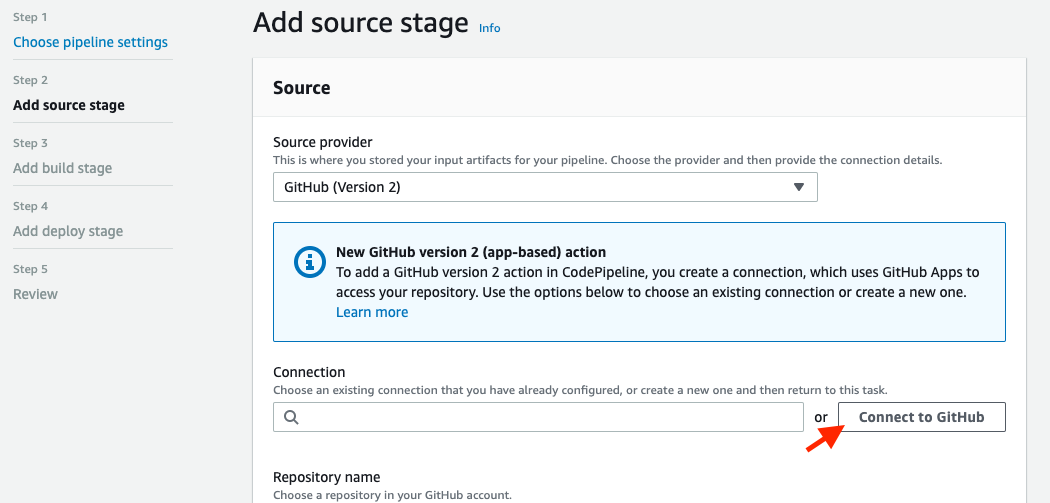 Step 1
Choose pipeline settings
Step 2
Add source stage
Step 3
Add build stage
Step 4
Add deploy stage
Step 5
Review
Add source stage Info
Source
Source provider
This is where you stored your input artifacts for your pipeline. Choose the provider and then provide the connection details.
GitHub (Version 2)
New GitHub version 2 (app-based) action
To add a GitHub version 2 action in CodePipeline, you create a connection, which uses GitHub Apps to
access your repository. Use the options below to choose an existing connection or create a new one.
Learn more
Connection
Choose an existing connection that you have already configured, or create a new one and then return to this task.
or Connect to GitHub
Repository name
Choose a repository in your GitHub account.